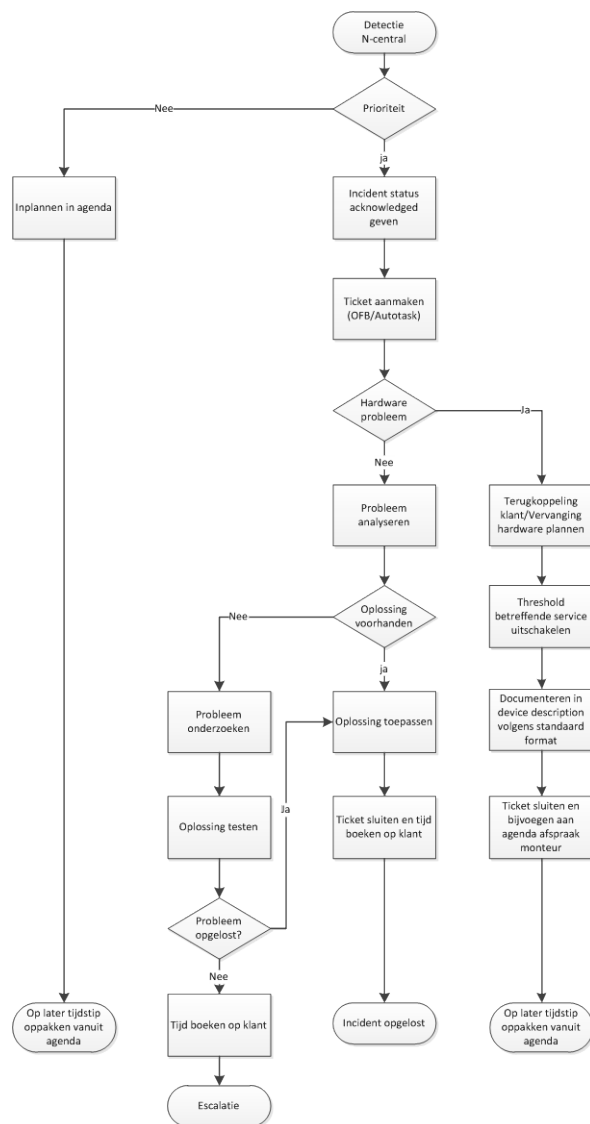 Detectie
N-central
Prioriteit
Nee
ja
Inplannen in agenda
Incident status
acknowledged
geven
Ticket aanmaken
(OFB/Autotask)
Hardware
probleem
Ja
Nee
Probleem
analyseren
Terugkoppeling
klant/Vervanging
hardware plannen
Oplossing
voorhanden
Nee
ja
Threshold
betreffende service
uitschakelen
Probleem
onderzoeken
Oplossing toepassen
Documenteren in
device description
volgens standaard
format
Ja
Oplossing testen
Ticket sluiten en tijd
boeken op klant
Ticket sluiten en
bijvoegen aan
agenda afspraak
monteur
Probleem
opgelost?
Nee
Op later tijdstip
oppakken vanuit
agenda
Tijd boeken op klant
Incident opgelost
Op later tijdstip
oppakken vanuit
agenda
Escalatie